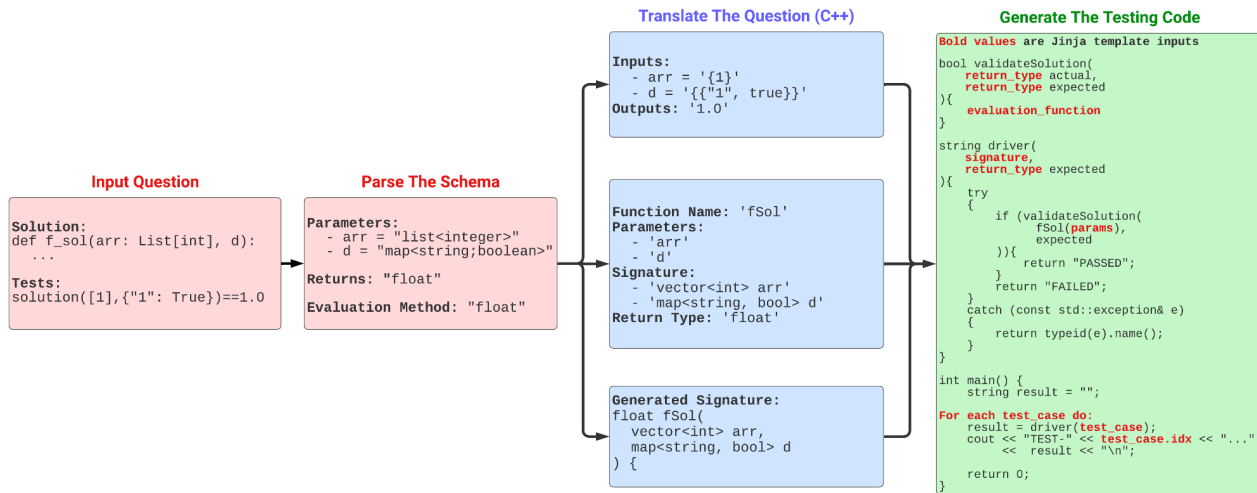 Input Question
Solution:
def f_sol(arr: List[int], d):
...
Tests:
solution([1],{"1": True})==1.0
Parse The Schema
Parameters:
- arr = "list<integer>"
- d = "map<string;boolean>"
Returns: "float"
Evaluation Method: "float"
Translate The Question (C++)
Inputs:
- arr = '{1}'
- d = '{{"1", true}}'
Outputs: '1.0'
Function Name: 'fSol'
Parameters:
- 'arr'
- 'd'
Signature:
- 'vector<int> arr'
- 'map<string, bool> d'
Return Type: 'float'
Generated Signature:
float fSol(
vector<int> arr,
map<string, bool> d
) {
Generate The Testing Code
Bold values are Jinja template inputs
bool validateSolution(
return_type actual,
return_type expected
){
evaluation_function
}
string driver(
signature,
return_type expected
){
try
{
if (validateSolution(
fSol(params),
expected
)){
return "PASSED";
}
return "FAILED";
}
catch (const std::exception& e)
{
return typeid(e).name();
}
}
int main() {
string result = "";
For each test_case do:
result = driver(test_case);
cout << "TEST-" << test_case.idx << "..."
<< result << "\n";
return 0;
}